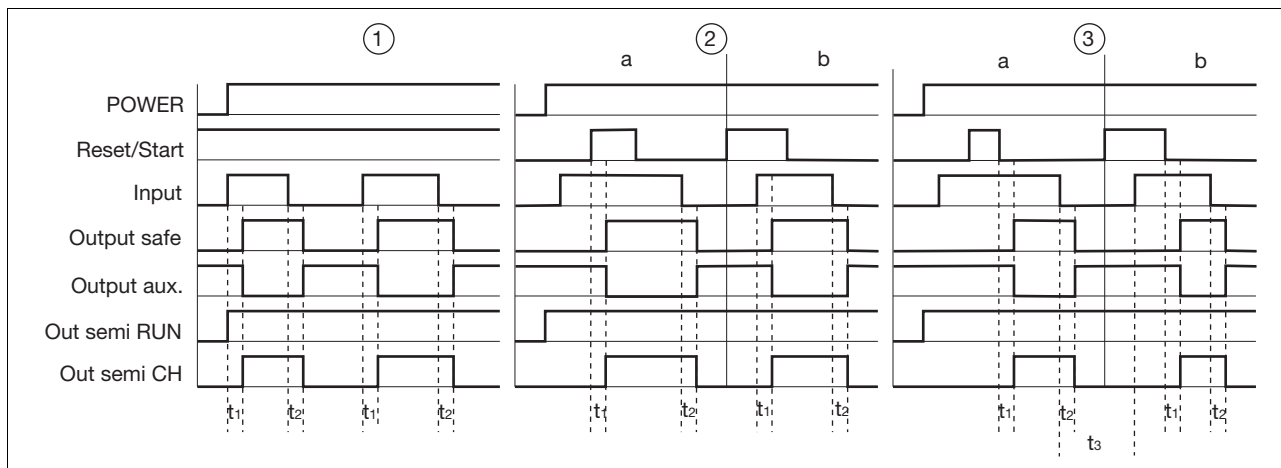 1 2 3
a b a b
POWER
Reset/Start
Input
Output safe
Output aux.
Out semi RUN
Out semi CH
t1 t2 t1 t2 t1 t2 t1 t2 t1 t2 t1 t2
t3